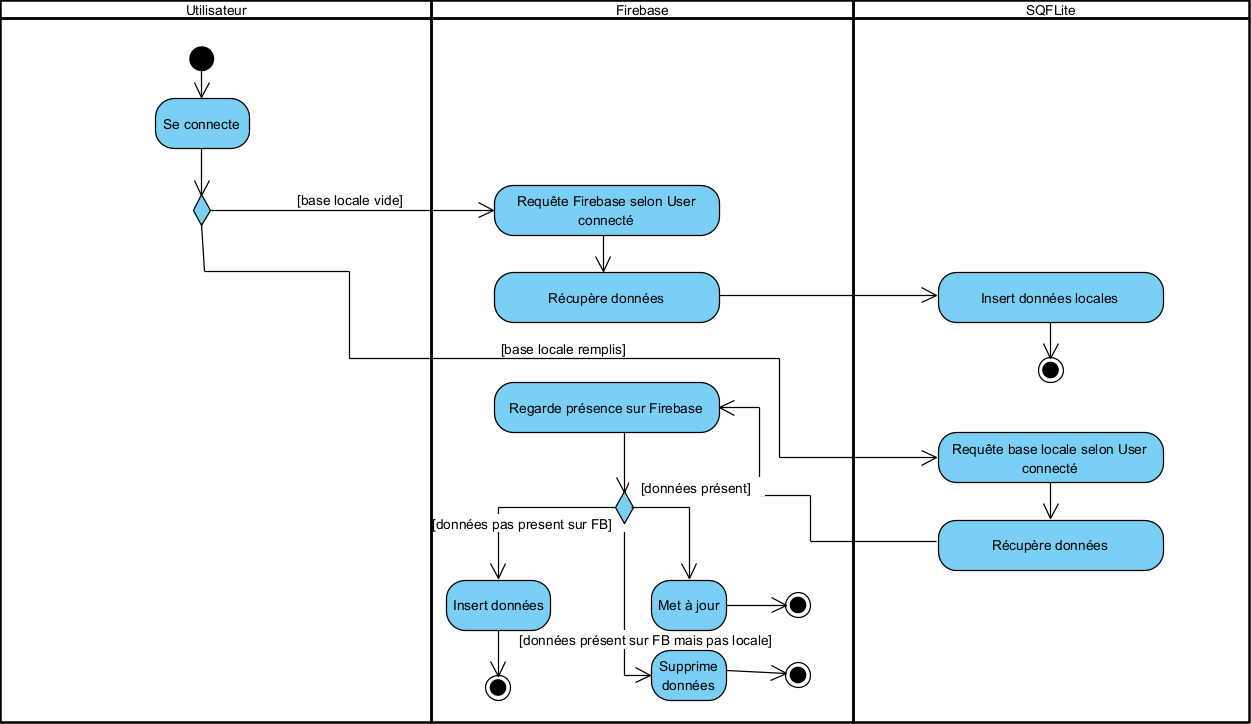 Utilisateur
Firebase
SQFLite
Se connecte
[base locale vide]
Requête Firebase selon User
connecté
Récupère données
Insert données locales
[base locale remplis]
Regarde présence sur Firebase
Requête base locale selon User
connecté
[données présent]
[données pas present sur FB]
Récupère données
Insert données
Met à jour
[données présent sur FB mais pas locale]
Supprime
données